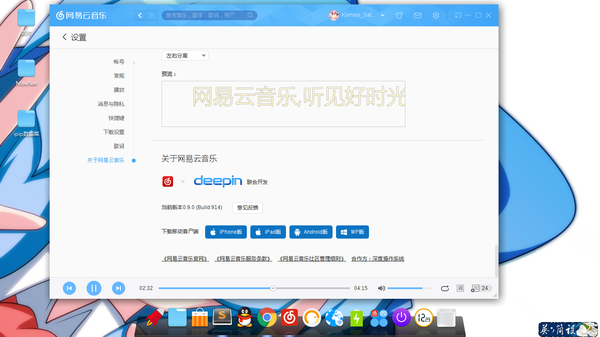 网易云音乐
搜索音乐, 歌手, 歌词, 用户
设置
帐号
常规
播放
消息与隐私
快捷键
下载设置
歌词
关于网易云音乐
左右分离
预览：
网易云音乐,听见好时光
关于网易云音乐
deepin 联合开发
当前版本0.9.0 (Build:914) 意见反馈
下载移动客户端 iPhone版 iPad版 Android版 WP版
《网易云音乐官网》 《网易云音乐服务条款》 《网易云音乐社区管理细则》 合作方：深度操作系统
02:32 04:15 词 24